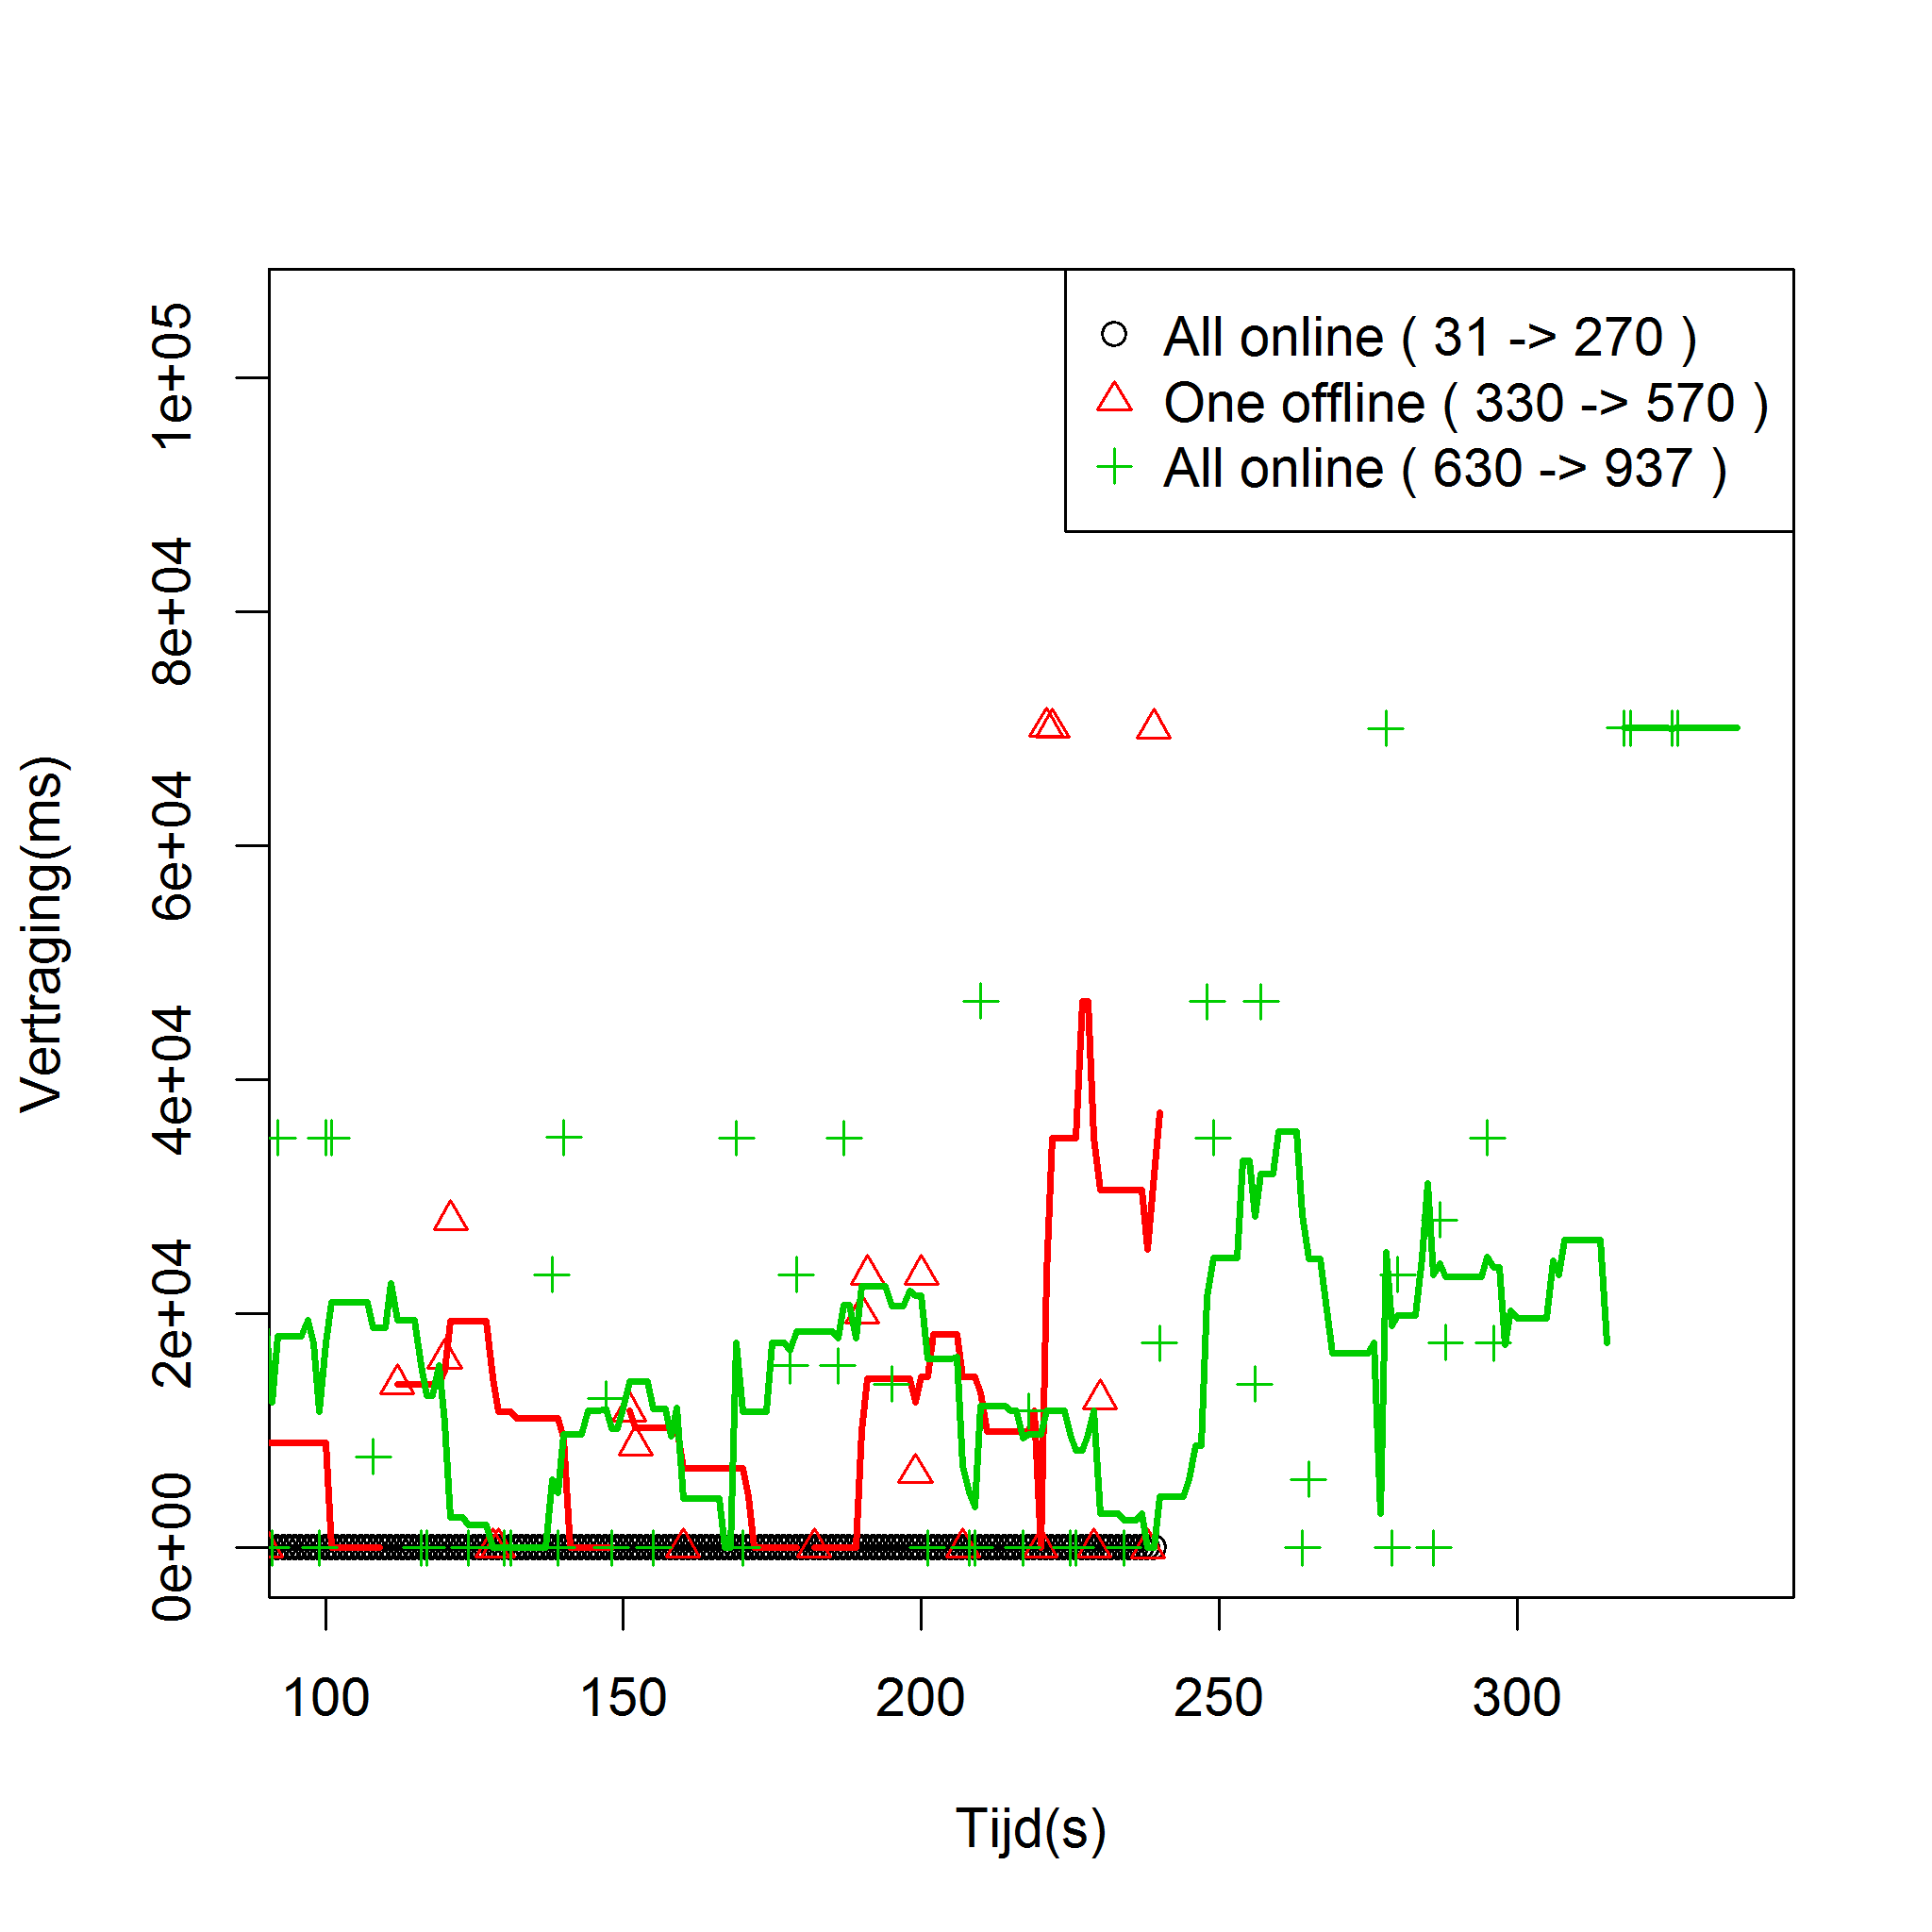 All online ( 31 -> 270 )
One offline ( 330 -> 570 )
All online ( 630 -> 937 )
Vertraging(ms)
1e+05
8e+04
6e+04
4e+04
2e+04
0e+00
100 150 200 250 300
Tijd(s)